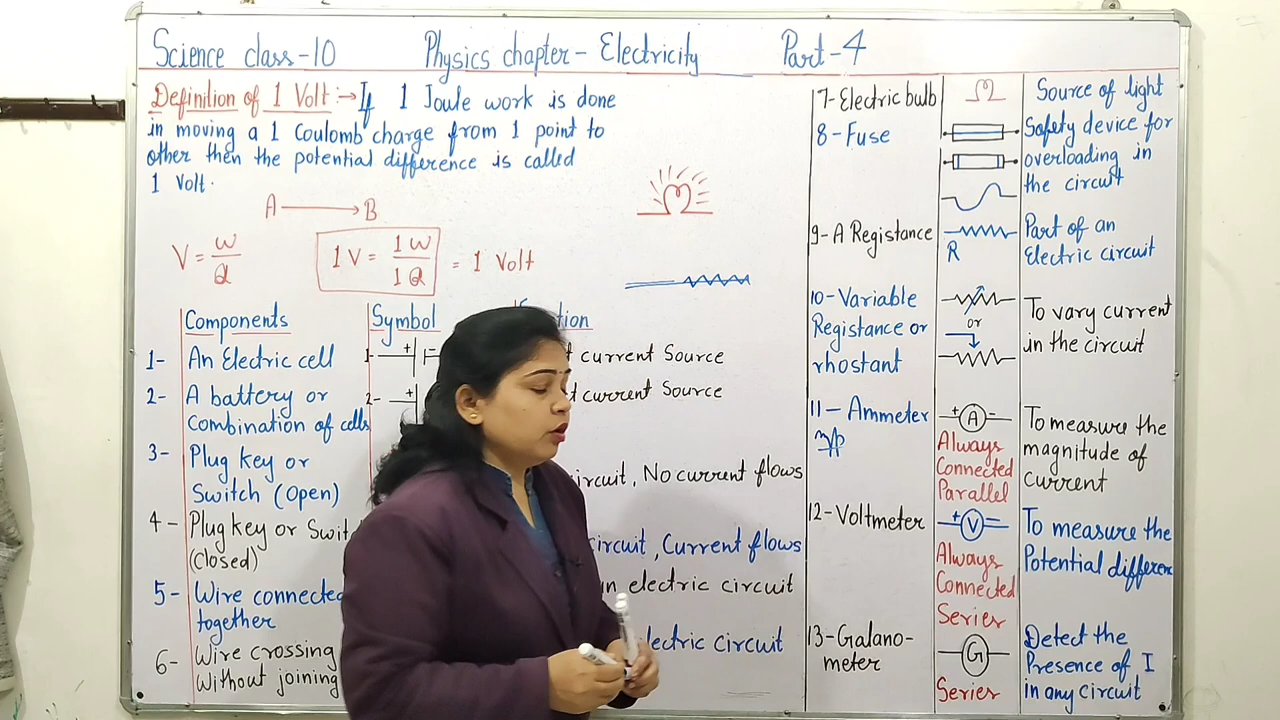 Science class-10 Physics chapter- Electricity Part-4
Definition of 1 Volt :→ If 1 Joule work is done
in moving a 1 Coulomb charge from 1 point to
other then the potential difference is called
1 Volt.
A → B
V = w/Q 1V = 1w/1Q = 1 Volt
Components Symbol
1- An Electric cell 1- + − current Source
2- A battery or 2- + current Source
Combination of cells
3- Plug key or
Switch (Open) circuit, No current flows
4- Plug key or
(closed) circuit, Current flows
5- Wire connected in electric circuit
together
6- Wire crossing electric circuit
Without joining
7- Electric bulb Source of light
8- Fuse Safety device for
overloading in
the circuit
9- A Registance R Part of an
Electric circuit
10- Variable To vary current
Registance or or in the circuit
rhostant
11- Ammeter + A − To measure the
Always magnitude of
Connected current
Parallel
12- Voltmeter + V − To measure the
Always Potential differen
Connected
Series
13- Galano- G Detect the
meter Presence of I
Series in any circuit